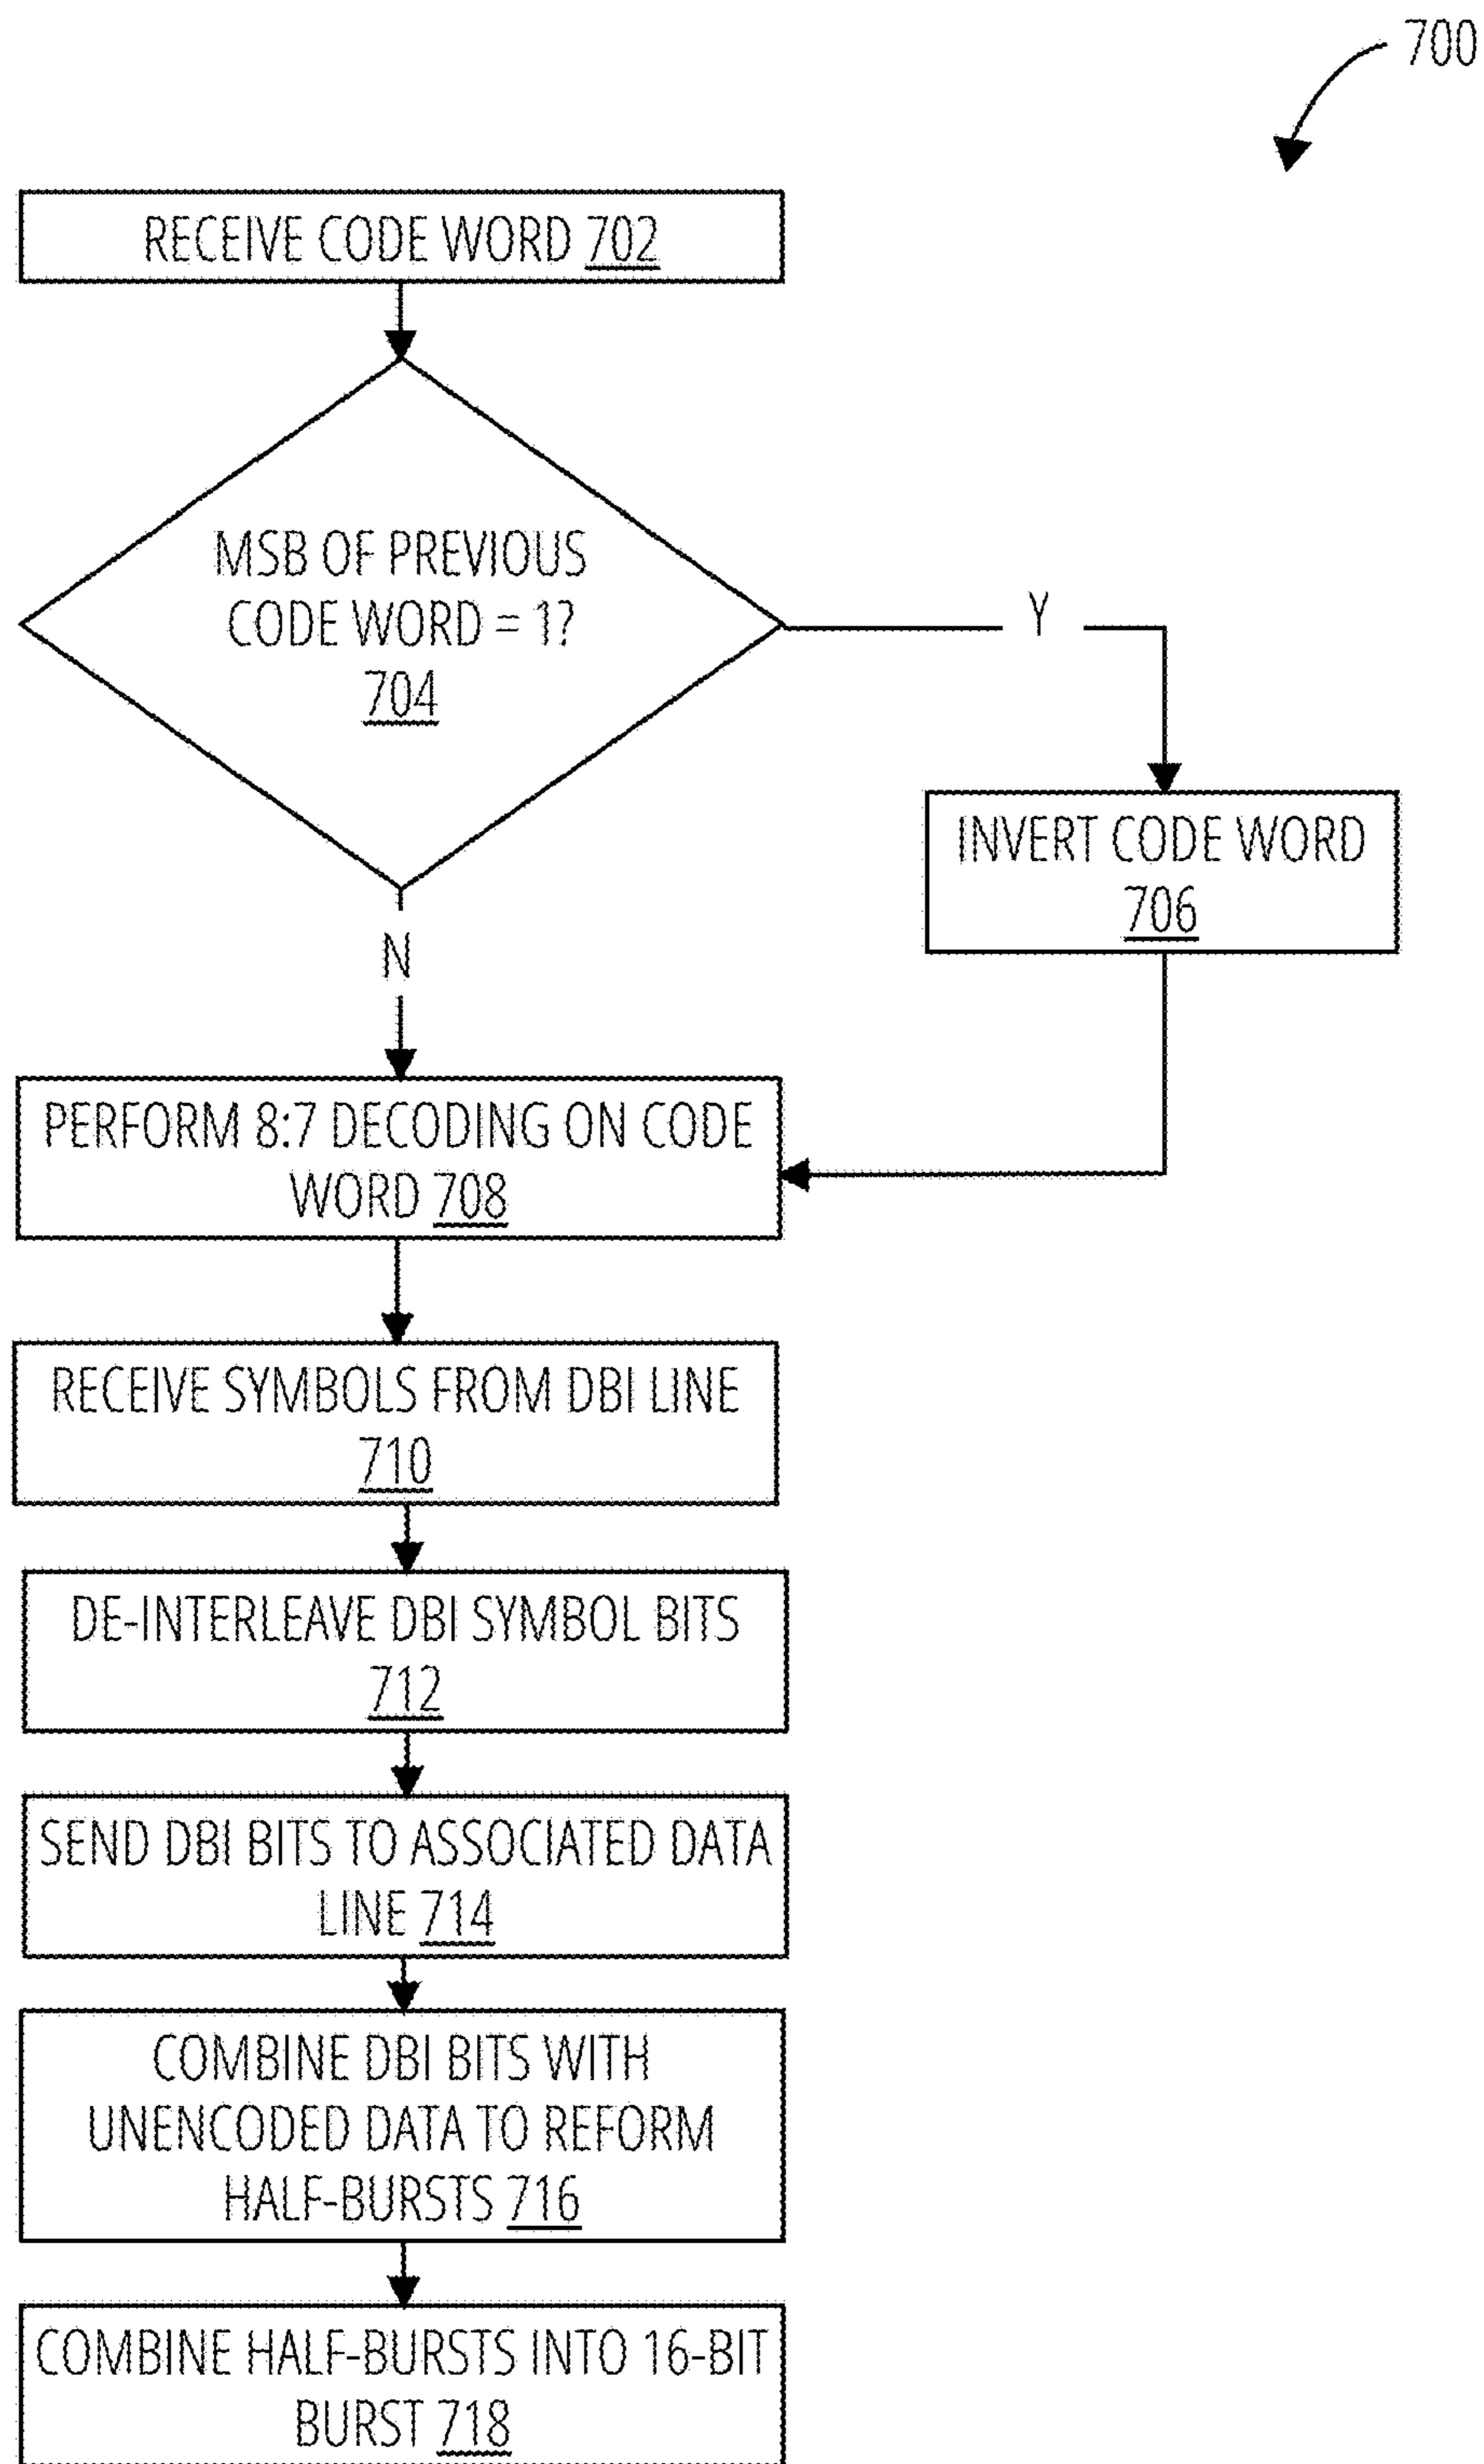 700
RECEIVE CODE WORD 702
MSB OF PREVIOUS
CODE WORD = 1?
704
Y
INVERT CODE WORD
706
N
PERFORM 8:7 DECODING ON CODE
WORD 708
RECEIVE SYMBOLS FROM DBI LINE
710
DE-INTERLEAVE DBI SYMBOL BITS
712
SEND DBI BITS TO ASSOCIATED DATA
LINE 714
COMBINE DBI BITS WITH
UNENCODED DATA TO REFORM
HALF-BURSTS 716
COMBINE HALF-BURSTS INTO 16-BIT
BURST 718